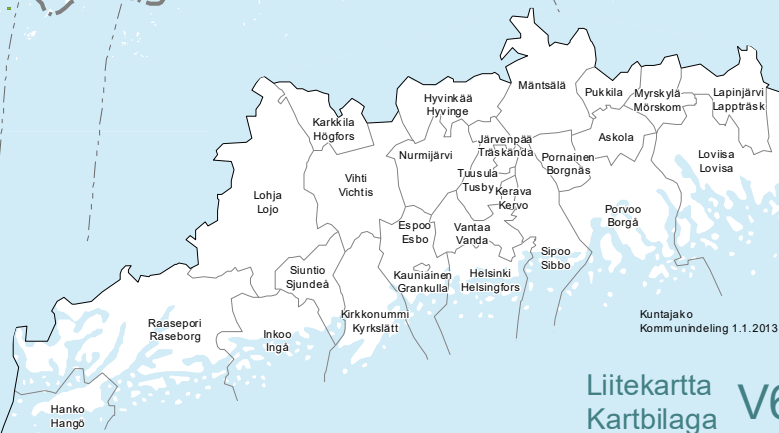 Mäntsälä
Pukkila
Myrskylä
Mörskom
Lapinjärvi
Lappträsk
Hyvinkää
Hyvinge
Karkkila
Högfors
Järvenpää
Träskända
Askola
Nurmijärvi
Pornainen
Borgnäs
Loviisa
Lovisa
Vihti
Vichtis
Tuusula
Tusby
Kerava
Kervo
Lohja
Lojo
Porvoo
Borgå
Espoo
Esbo
Vantaa
Vanda
Sipoo
Sibbo
Siuntio
Sjundeå
Kauniainen
Grankulla
Helsinki
Helsingfors
Kirkkonummi
Kyrkslätt
Raasepori
Raseborg
Inkoo
Ingå
Kuntajako
Kommunindeling 1.1.2013
Hanko
Hangö
Liitekartta
Kartbilaga
V6